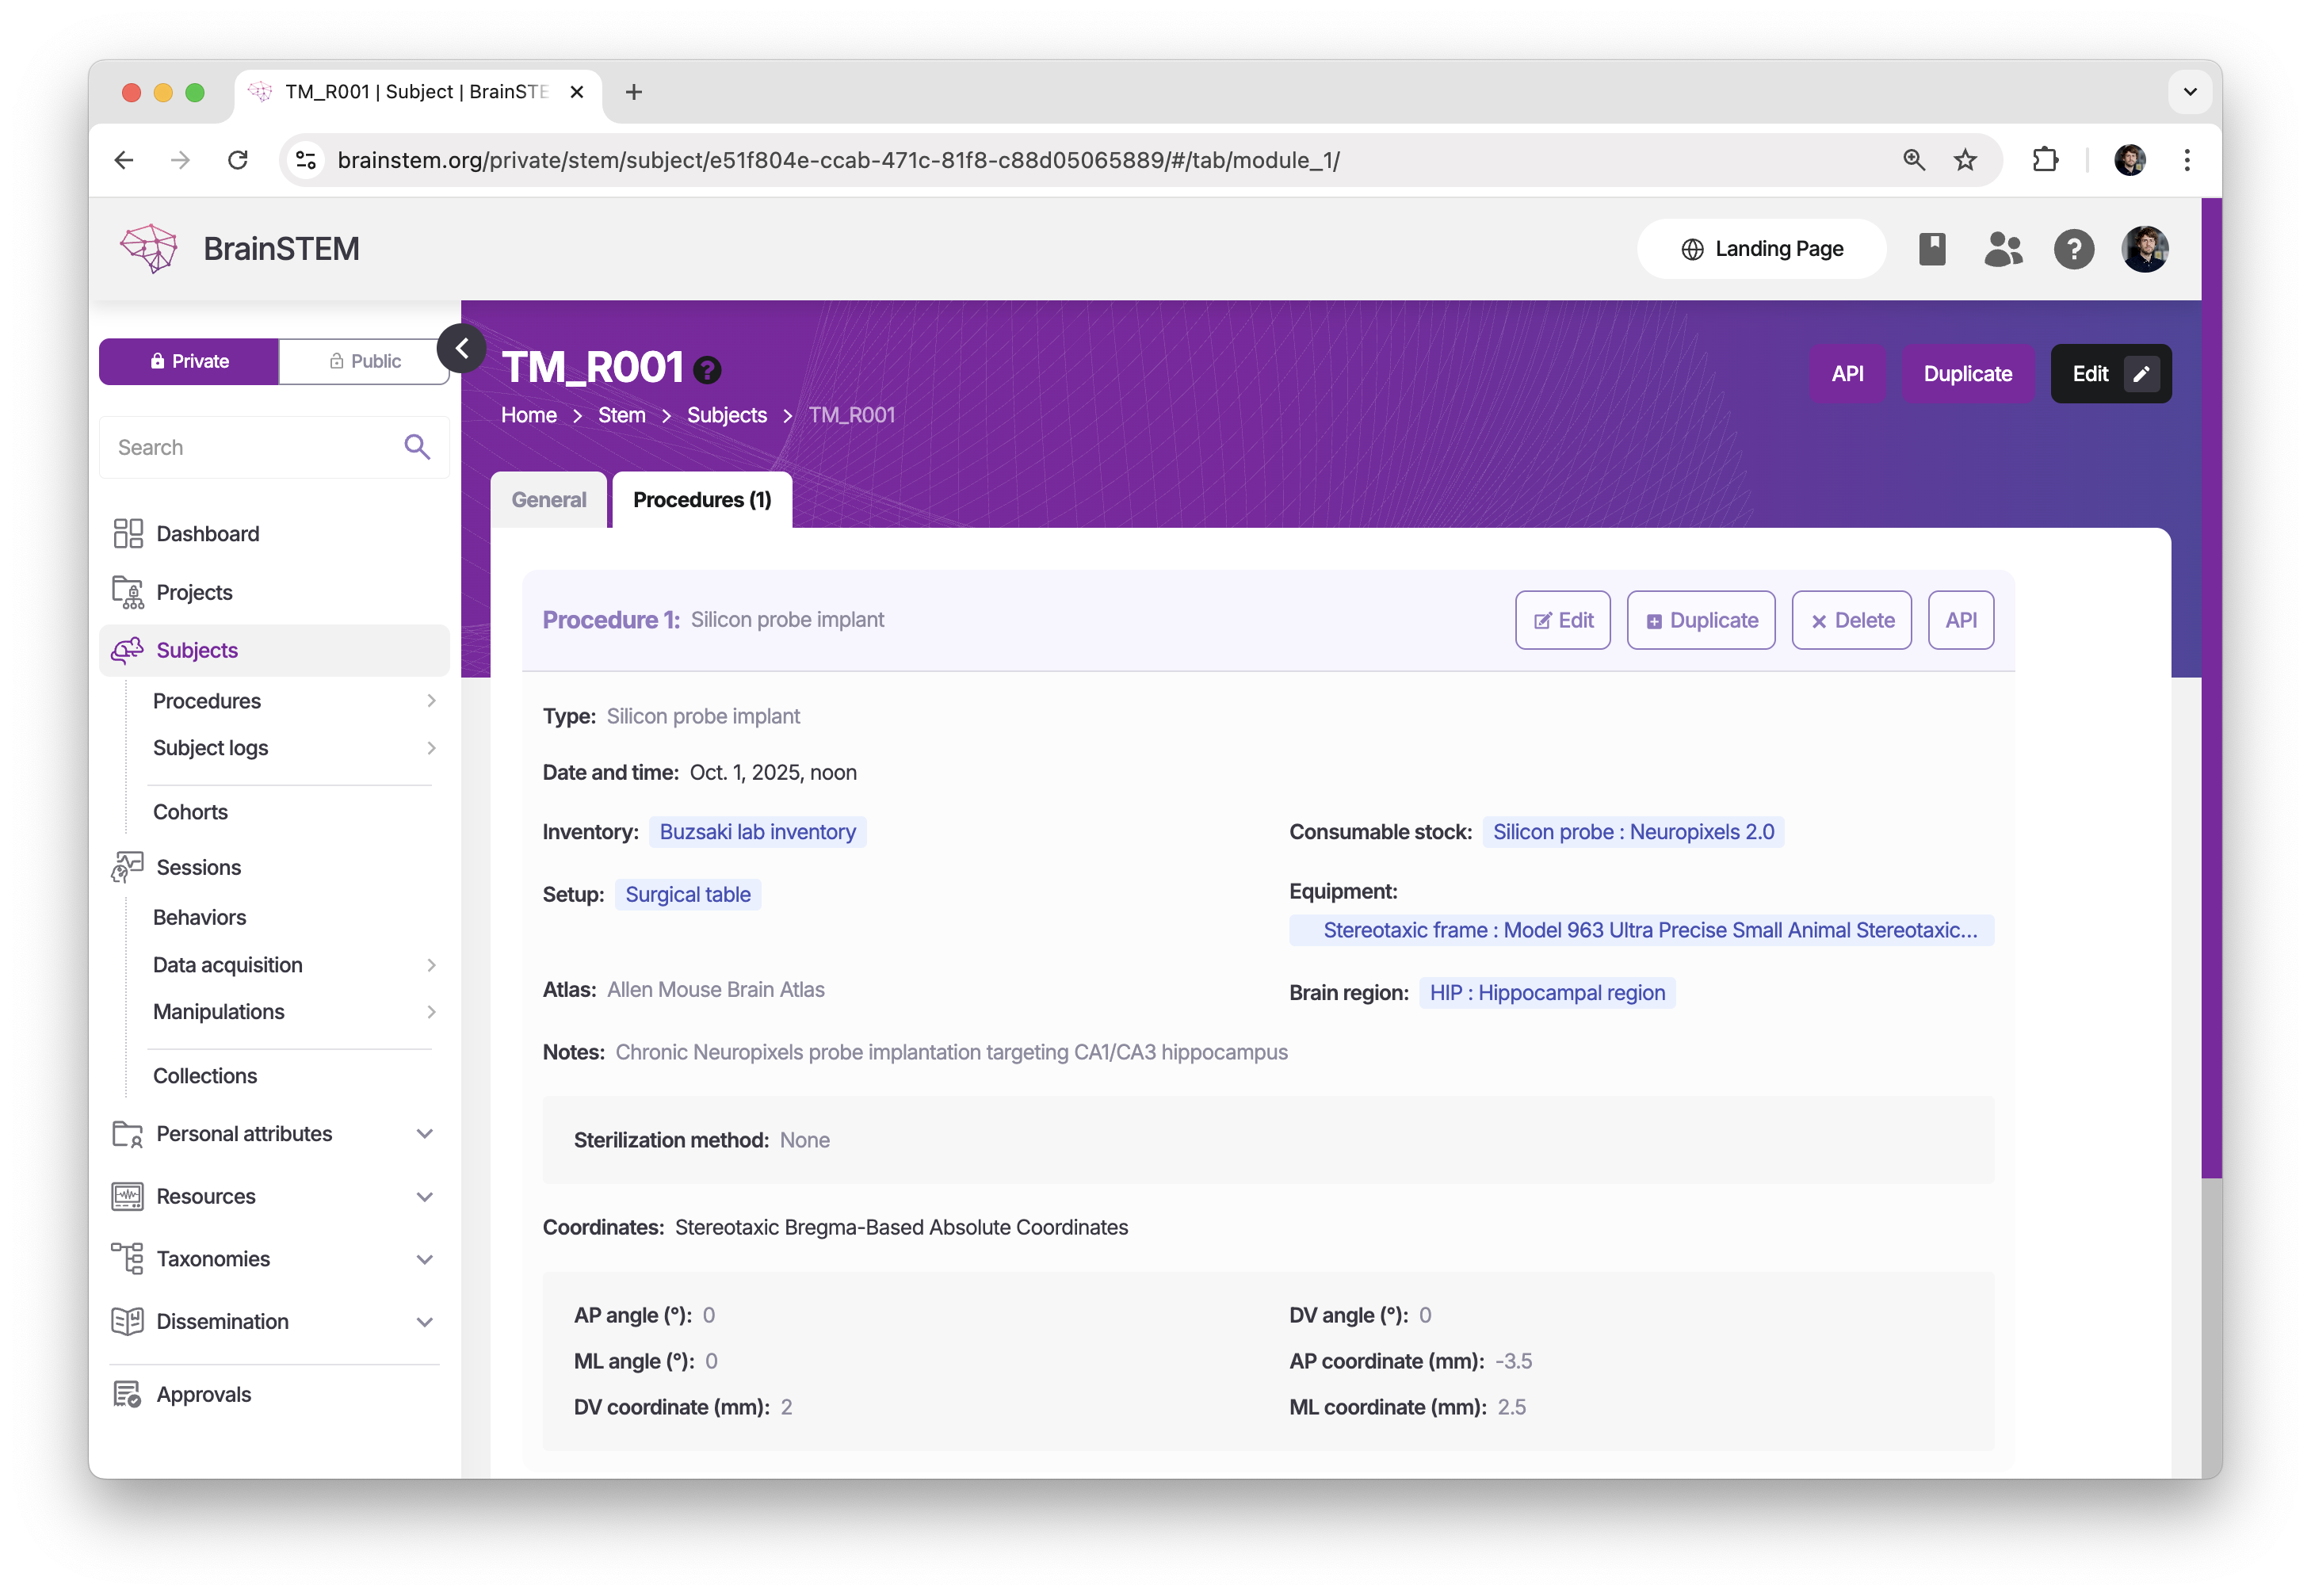 TM_R001 | Subject | BrainSTE
brainstem.org/private/stem/subject/e51f804e-ccab-471c-81f8-c88d05065889/#/tab/module_1/
BrainSTEM
Landing Page
?
Private
Public
TM_R001 ?
API
Duplicate
Edit
Home > Stem > Subjects > TM_R001
Search
General
Procedures (1)
Dashboard
Projects
Subjects
Procedures
Subject logs
Cohorts
Sessions
Behaviors
Data acquisition
Manipulations
Collections
Personal attributes
Resources
Taxonomies
Dissemination
Approvals
Procedure 1: Silicon probe implant
Edit
Duplicate
Delete
API
Type: Silicon probe implant
Date and time: Oct. 1, 2025, noon
Inventory: Buzsaki lab inventory
Consumable stock: Silicon probe : Neuropixels 2.0
Setup: Surgical table
Equipment:
Stereotaxic frame : Model 963 Ultra Precise Small Animal Stereotaxic...
Atlas: Allen Mouse Brain Atlas
Brain region: HIP : Hippocampal region
Notes: Chronic Neuropixels probe implantation targeting CA1/CA3 hippocampus
Sterilization method: None
Coordinates: Stereotaxic Bregma-Based Absolute Coordinates
AP angle (°): 0
DV angle (°): 0
ML angle (°): 0
AP coordinate (mm): -3.5
DV coordinate (mm): 2
ML coordinate (mm): 2.5